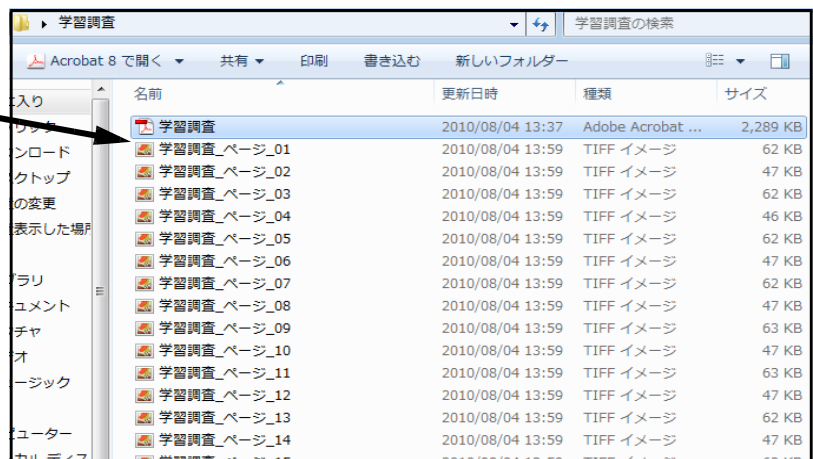 学習調査 学習調査の検索
Acrobat 8 で開く 共有 印刷 書き込む 新しいフォルダー
名前 更新日時 種類 サイズ
に入り
学習調査 2010/08/04 13:37 Adobe Acrobat ... 2,289 KB
学習調査_ページ_01 2010/08/04 13:59 TIFF イメージ 62 KB
ンロード 学習調査_ページ_02 2010/08/04 13:59 TIFF イメージ 47 KB
クトップ 学習調査_ページ_03 2010/08/04 13:59 TIFF イメージ 62 KB
の変更 学習調査_ページ_04 2010/08/04 13:59 TIFF イメージ 46 KB
表示した場所 学習調査_ページ_05 2010/08/04 13:59 TIFF イメージ 62 KB
学習調査_ページ_06 2010/08/04 13:59 TIFF イメージ 47 KB
ブラリ 学習調査_ページ_07 2010/08/04 13:59 TIFF イメージ 62 KB
キュメント 学習調査_ページ_08 2010/08/04 13:59 TIFF イメージ 47 KB
チャ 学習調査_ページ_09 2010/08/04 13:59 TIFF イメージ 63 KB
オ 学習調査_ページ_10 2010/08/04 13:59 TIFF イメージ 47 KB
ージック 学習調査_ページ_11 2010/08/04 13:59 TIFF イメージ 63 KB
学習調査_ページ_12 2010/08/04 13:59 TIFF イメージ 47 KB
学習調査_ページ_13 2010/08/04 13:59 TIFF イメージ 62 KB
ューター 学習調査_ページ_14 2010/08/04 13:59 TIFF イメージ 47 KB